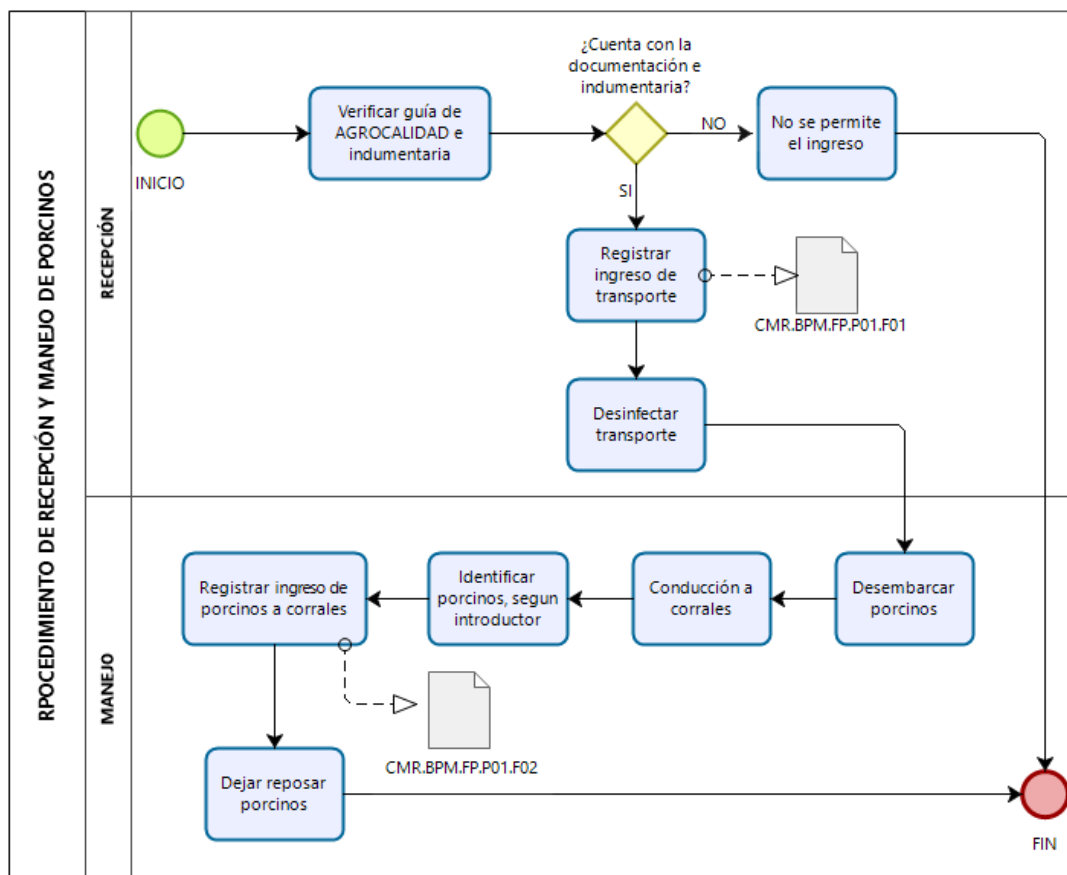 RPOCEDIMIENTO DE RECEPCIÓN Y MANEJO DE PORCINOS
RECEPCIÓN
INICIO
Verificar guía de
AGROCALIDAD e
indumentaria
¿Cuenta con la
documentación e
indumentaria?
NO
No se permite
el ingreso
SI
Registrar
ingreso de
transporte
CMR.BPM.FP.P01.F01
Desinfectar
transporte
MANEJO
Desembarcar
porcinos
Conducción a
corrales
Identificar
porcinos, segun
introductor
Registrar ingreso de
porcinos a corrales
CMR.BPM.FP.P01.F02
Dejar reposar
porcinos
FIN